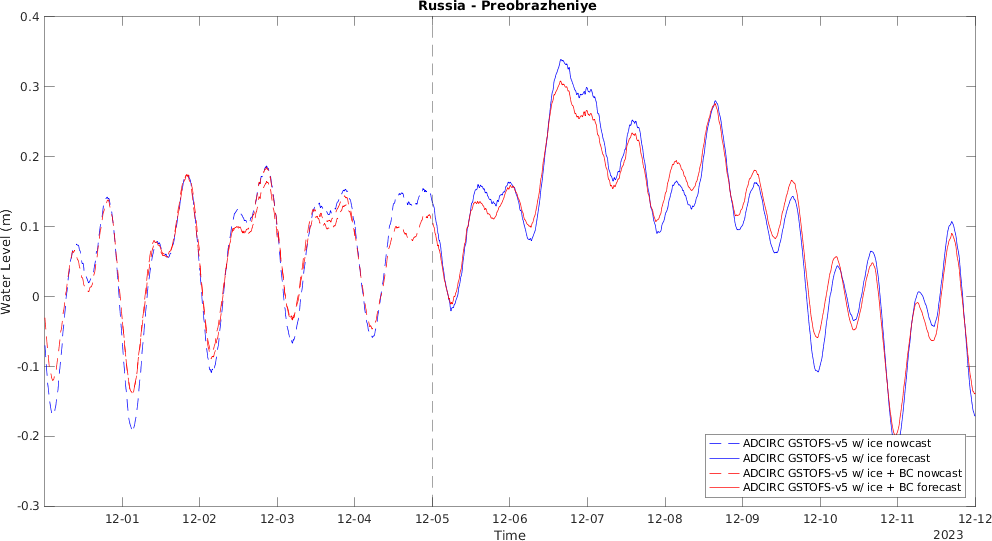 Russia - Preobrazheniye
Water Level (m)
0.4
0.3
0.2
0.1
0
-0.1
-0.2
-0.3
ADCIRC GSTOFS-v5 w/ ice nowcast
ADCIRC GSTOFS-v5 w/ ice forecast
ADCIRC GSTOFS-v5 w/ ice + BC nowcast
ADCIRC GSTOFS-v5 w/ ice + BC forecast
12-01 12-02 12-03 12-04 12-05 12-06 12-07 12-08 12-09 12-10 12-11 12-12
Time
2023